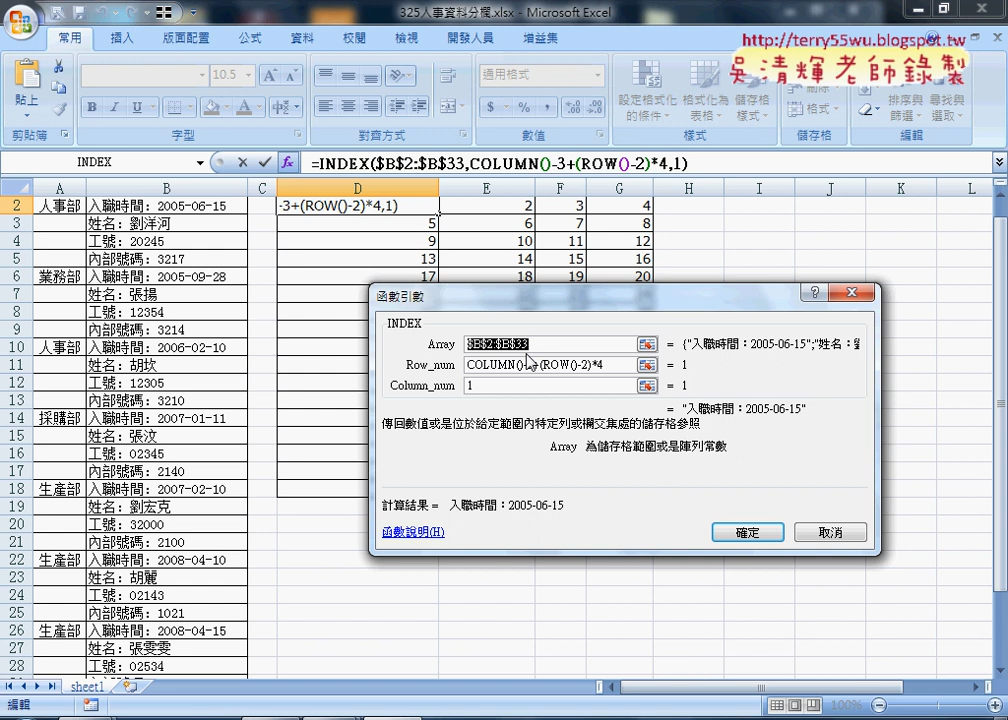 325人事資料分欄.xlsx - Microsoft Excel
常用 插入 版面配置 公式 資料 校閱 檢視 開發人員 增益集
http://terry55wu.blogspot.tw
吳清輝老師錄製
貼上 10.5 通用格式 設定格式化的條件 格式化為表格 儲存格樣式 刪除 格式 排序與篩選 尋找與選取
剪貼簿 字型 對齊方式 數值 樣式 儲存格 編輯
INDEX =INDEX($B$2:$B$33,COLUMN()-3+(ROW()-2)*4,1)
A B C D E F G H I J K L
2 人事部 入職時間：2005-06-15 -3+(ROW()-2)*4,1) 2 3 4
3 姓名：劉洋河 5 6 7 8
4 工號：20245 9 10 11 12
5 內部號碼：3217 13 14 15 16
6 業務部 入職時間：2005-09-28 17 18 19 20
7 姓名：張揚
8 工號：12354
9 內部號碼：3214
10 人事部 入職時間：2006-02-10
11 姓名：胡坎
12 工號：12305
13 內部號碼：3210
14 採購部 入職時間：2007-01-11
15 姓名：張汶
16 工號：02345
17 內部號碼：2140
18 生產部 入職時間：2007-02-10
19 姓名：劉宏克
20 工號：32000
21 內部號碼：2100
22 生產部 入職時間：2008-04-10
23 姓名：胡麗
24 工號：02143
25 內部號碼：1021
26 生產部 入職時間：2008-04-15
27 姓名：張雯雯
28 工號：02534
函數引數
INDEX
Array $B$2:$B$33 = {"入職時間：2005-06-15";"姓名：劉
Row_num COLUMN()-3+(ROW()-2)*4 = 1
Column_num 1 = 1
= "入職時間：2005-06-15"
傳回數值或是位於給定範圍內特定列或欄交集處的儲存格參照
Array 為儲存格範圍或是陣列常數
計算結果 = 入職時間：2005-06-15
函數說明(H) 確定 取消
sheet1
編輯 100%